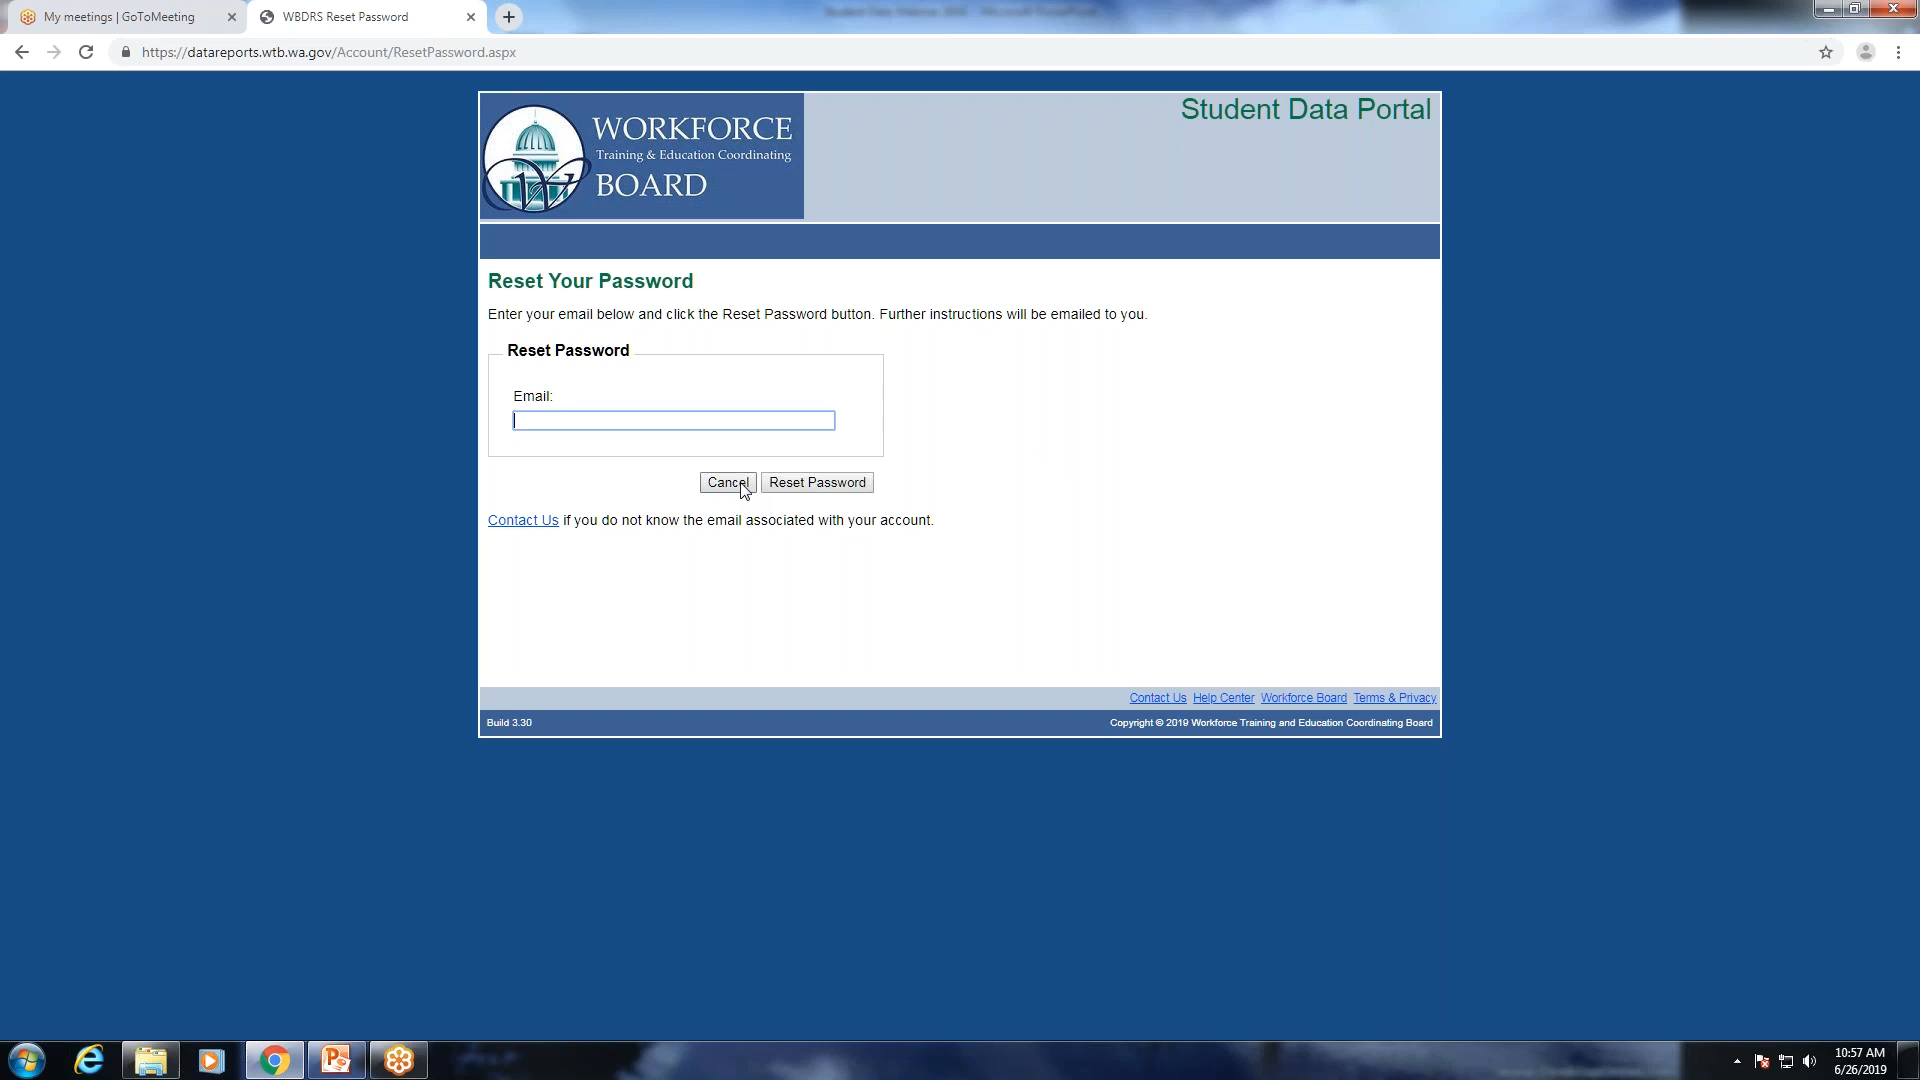 My meetings | GoToMeeting
WBDRS Reset Password
https://datareports.wtb.wa.gov/Account/ResetPassword.aspx
WORKFORCE
Training & Education Coordinating
BOARD
Student Data Portal
Reset Your Password
Enter your email below and click the Reset Password button. Further instructions will be emailed to you.
Reset Password
Email:
Cancel
Reset Password
Contact Us if you do not know the email associated with your account.
Contact Us Help Center Workforce Board Terms & Privacy
Build 3.30
Copyright © 2019 Workforce Training and Education Coordinating Board
10:57 AM
6/26/2019